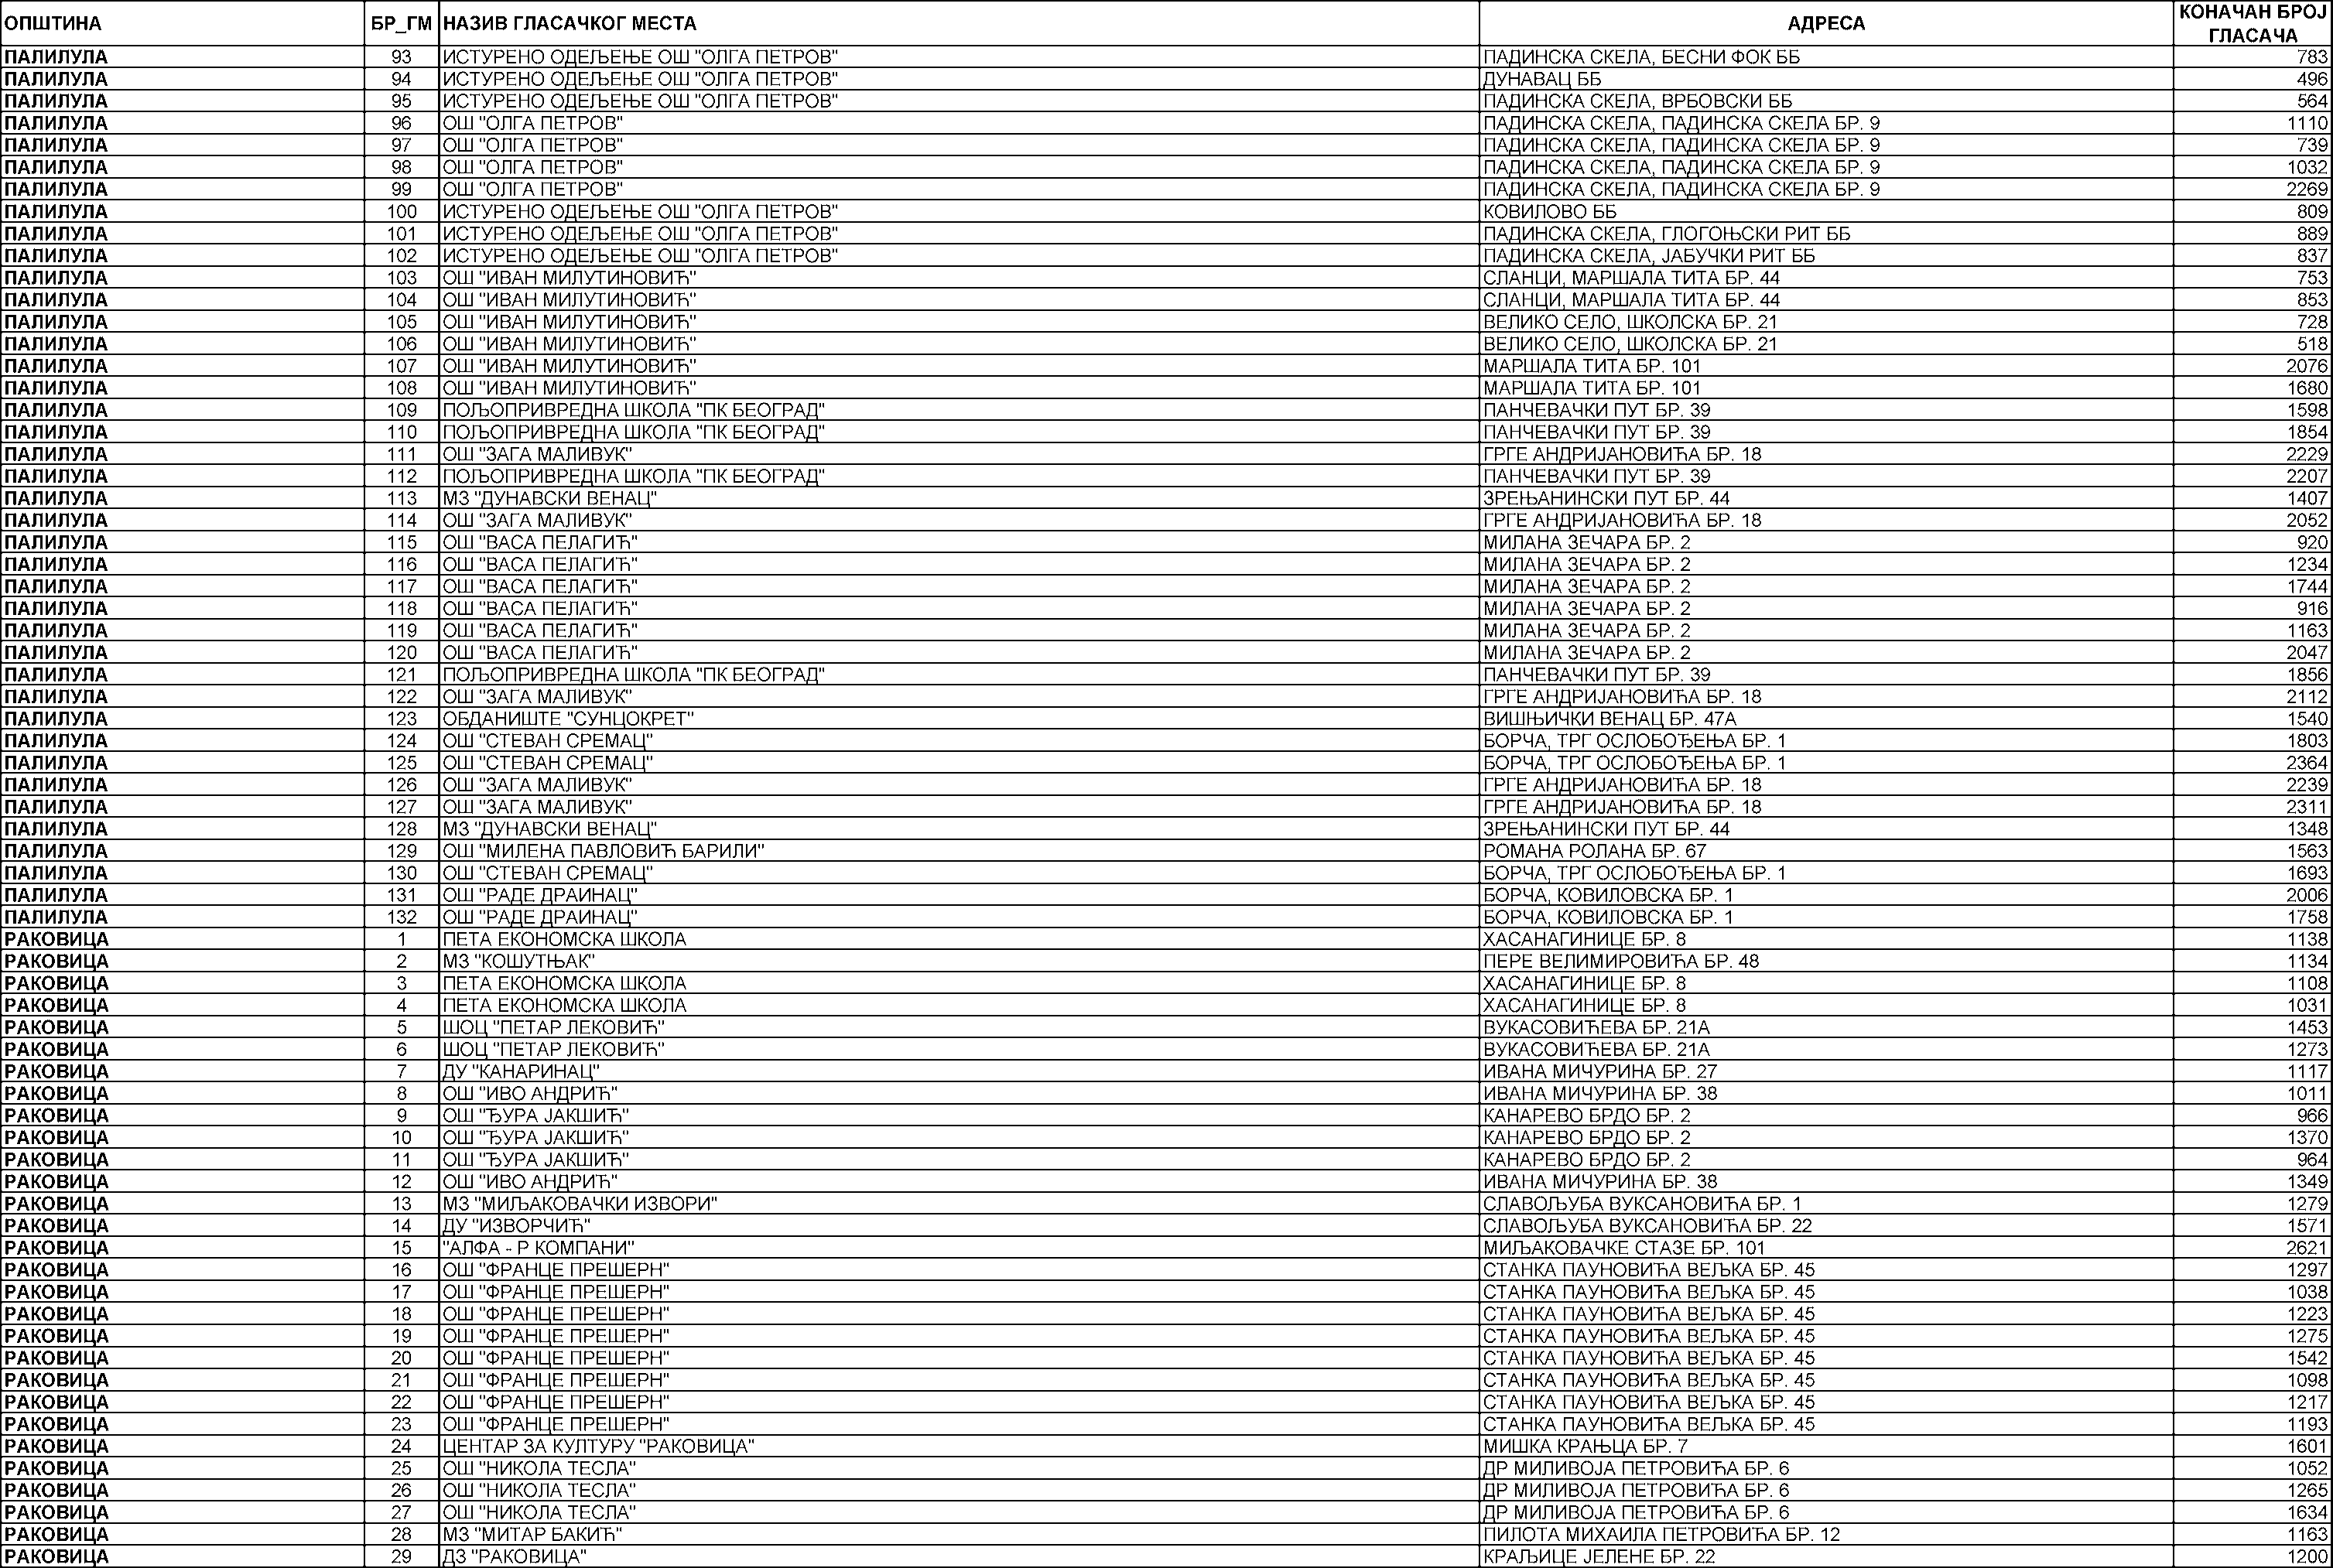 ОПШТИНА БР_ГМ НАЗИВ ГЛАСАЧКОГ МЕСТА АДРЕСА КОНАЧАН БРОЈ ГЛАСАЧА
ПАЛИЛУЛА 93 ИСТУРЕНО ОДЕЉЕЊЕ ОШ "ОЛГА ПЕТРОВ" ПАДИНСКА СКЕЛА, БЕСНИ ФОК ББ 783
ПАЛИЛУЛА 94 ИСТУРЕНО ОДЕЉЕЊЕ ОШ "ОЛГА ПЕТРОВ" ДУНАВАЦ ББ 496
ПАЛИЛУЛА 95 ИСТУРЕНО ОДЕЉЕЊЕ ОШ "ОЛГА ПЕТРОВ" ПАДИНСКА СКЕЛА, ВРБОВСКИ ББ 564
ПАЛИЛУЛА 96 ОШ "ОЛГА ПЕТРОВ" ПАДИНСКА СКЕЛА, ПАДИНСКА СКЕЛА БР. 9 1110
ПАЛИЛУЛА 97 ОШ "ОЛГА ПЕТРОВ" ПАДИНСКА СКЕЛА, ПАДИНСКА СКЕЛА БР. 9 739
ПАЛИЛУЛА 98 ОШ "ОЛГА ПЕТРОВ" ПАДИНСКА СКЕЛА, ПАДИНСКА СКЕЛА БР. 9 1032
ПАЛИЛУЛА 99 ОШ "ОЛГА ПЕТРОВ" ПАДИНСКА СКЕЛА, ПАДИНСКА СКЕЛА БР. 9 2269
ПАЛИЛУЛА 100 ИСТУРЕНО ОДЕЉЕЊЕ ОШ "ОЛГА ПЕТРОВ" КОВИЛОВО ББ 809
ПАЛИЛУЛА 101 ИСТУРЕНО ОДЕЉЕЊЕ ОШ "ОЛГА ПЕТРОВ" ПАДИНСКА СКЕЛА, ГЛОГОЊСКИ РИТ ББ 889
ПАЛИЛУЛА 102 ИСТУРЕНО ОДЕЉЕЊЕ ОШ "ОЛГА ПЕТРОВ" ПАДИНСКА СКЕЛА, ЈАБУЧКИ РИТ ББ 837
ПАЛИЛУЛА 103 ОШ "ИВАН МИЛУТИНОВИЋ" СЛАНЦИ, МАРШАЛА ТИТА БР. 44 753
ПАЛИЛУЛА 104 ОШ "ИВАН МИЛУТИНОВИЋ" СЛАНЦИ, МАРШАЛА ТИТА БР. 44 853
ПАЛИЛУЛА 105 ОШ "ИВАН МИЛУТИНОВИЋ" ВЕЛИКО СЕЛО, ШКОЛСКА БР. 21 728
ПАЛИЛУЛА 106 ОШ "ИВАН МИЛУТИНОВИЋ" ВЕЛИКО СЕЛО, ШКОЛСКА БР. 21 518
ПАЛИЛУЛА 107 ОШ "ИВАН МИЛУТИНОВИЋ" МАРШАЛА ТИТА БР. 101 2076
ПАЛИЛУЛА 108 ОШ "ИВАН МИЛУТИНОВИЋ" МАРШАЛА ТИТА БР. 101 1680
ПАЛИЛУЛА 109 ПОЉОПРИВРЕДНА ШКОЛА "ПК БЕОГРАД" ПАНЧЕВАЧКИ ПУТ БР. 39 1598
ПАЛИЛУЛА 110 ПОЉОПРИВРЕДНА ШКОЛА "ПК БЕОГРАД" ПАНЧЕВАЧКИ ПУТ БР. 39 1854
ПАЛИЛУЛА 111 ОШ "ЗАГА МАЛИВУК" ГРГЕ АНДРИЈАНОВИЋА БР. 18 2229
ПАЛИЛУЛА 112 ПОЉОПРИВРЕДНА ШКОЛА "ПК БЕОГРАД" ПАНЧЕВАЧКИ ПУТ БР. 39 2207
ПАЛИЛУЛА 113 МЗ "ДУНАВСКИ ВЕНАЦ" ЗРЕЊАНИНСКИ ПУТ БР. 44 1407
ПАЛИЛУЛА 114 ОШ "ЗАГА МАЛИВУК" ГРГЕ АНДРИЈАНОВИЋА БР. 18 2052
ПАЛИЛУЛА 115 ОШ "ВАСА ПЕЛАГИЋ" МИЛАНА ЗЕЧАРА БР. 2 920
ПАЛИЛУЛА 116 ОШ "ВАСА ПЕЛАГИЋ" МИЛАНА ЗЕЧАРА БР. 2 1234
ПАЛИЛУЛА 117 ОШ "ВАСА ПЕЛАГИЋ" МИЛАНА ЗЕЧАРА БР. 2 1744
ПАЛИЛУЛА 118 ОШ "ВАСА ПЕЛАГИЋ" МИЛАНА ЗЕЧАРА БР. 2 916
ПАЛИЛУЛА 119 ОШ "ВАСА ПЕЛАГИЋ" МИЛАНА ЗЕЧАРА БР. 2 1163
ПАЛИЛУЛА 120 ОШ "ВАСА ПЕЛАГИЋ" МИЛАНА ЗЕЧАРА БР. 2 2047
ПАЛИЛУЛА 121 ПОЉОПРИВРЕДНА ШКОЛА "ПК БЕОГРАД" ПАНЧЕВАЧКИ ПУТ БР. 39 1856
ПАЛИЛУЛА 122 ОШ "ЗАГА МАЛИВУК" ГРГЕ АНДРИЈАНОВИЋА БР. 18 2112
ПАЛИЛУЛА 123 ОБДАНИШТЕ "СУНЦОКРЕТ" ВИШЊИЧКИ ВЕНАЦ БР. 47А 1540
ПАЛИЛУЛА 124 ОШ "СТЕВАН СРЕМАЦ" БОРЧА, ТРГ ОСЛОБОЂЕЊА БР. 1 1803
ПАЛИЛУЛА 125 ОШ "СТЕВАН СРЕМАЦ" БОРЧА, ТРГ ОСЛОБОЂЕЊА БР. 1 2364
ПАЛИЛУЛА 126 ОШ "ЗАГА МАЛИВУК" ГРГЕ АНДРИЈАНОВИЋА БР. 18 2239
ПАЛИЛУЛА 127 ОШ "ЗАГА МАЛИВУК" ГРГЕ АНДРИЈАНОВИЋА БР. 18 2311
ПАЛИЛУЛА 128 МЗ "ДУНАВСКИ ВЕНАЦ" ЗРЕЊАНИНСКИ ПУТ БР. 44 1348
ПАЛИЛУЛА 129 ОШ "МИЛЕНА ПАВЛОВИЋ БАРИЛИ" РОМАНА РОЛАНА БР. 67 1563
ПАЛИЛУЛА 130 ОШ "СТЕВАН СРЕМАЦ" БОРЧА, ТРГ ОСЛОБОЂЕЊА БР. 1 1693
ПАЛИЛУЛА 131 ОШ "РАДЕ ДРАИНАЦ" БОРЧА, КОВИЛОВСКА БР. 1 2006
ПАЛИЛУЛА 132 ОШ "РАДЕ ДРАИНАЦ" БОРЧА, КОВИЛОВСКА БР. 1 1758
РАКОВИЦА 1 ПЕТА ЕКОНОМСКА ШКОЛА ХАСАНАГИНИЦЕ БР. 8 1138
РАКОВИЦА 2 МЗ "КОШУТЊАК" ПЕРЕ ВЕЛИМИРОВИЋА БР. 48 1134
РАКОВИЦА 3 ПЕТА ЕКОНОМСКА ШКОЛА ХАСАНАГИНИЦЕ БР. 8 1108
РАКОВИЦА 4 ПЕТА ЕКОНОМСКА ШКОЛА ХАСАНАГИНИЦЕ БР. 8 1031
РАКОВИЦА 5 ШОЦ "ПЕТАР ЛЕКОВИЋ" ВУКАСОВИЋЕВА БР. 21А 1453
РАКОВИЦА 6 ШОЦ "ПЕТАР ЛЕКОВИЋ" ВУКАСОВИЋЕВА БР. 21А 1273
РАКОВИЦА 7 ДУ "КАНАРИНАЦ" ИВАНА МИЧУРИНА БР. 27 1117
РАКОВИЦА 8 ОШ "ИВО АНДРИЋ" ИВАНА МИЧУРИНА БР. 38 1011
РАКОВИЦА 9 ОШ "ЂУРА ЈАКШИЋ" КАНАРЕВО БРДО БР. 2 966
РАКОВИЦА 10 ОШ "ЂУРА ЈАКШИЋ" КАНАРЕВО БРДО БР. 2 1370
РАКОВИЦА 11 ОШ "ЂУРА ЈАКШИЋ" КАНАРЕВО БРДО БР. 2 964
РАКОВИЦА 12 ОШ "ИВО АНДРИЋ" ИВАНА МИЧУРИНА БР. 38 1349
РАКОВИЦА 13 МЗ "МИЉАКОВАЧКИ ИЗВОРИ" СЛАВОЉУБА ВУКСАНОВИЋА БР. 1 1279
РАКОВИЦА 14 ДУ "ИЗВОРЧИЋ" СЛАВОЉУБА ВУКСАНОВИЋА БР. 22 1571
РАКОВИЦА 15 "АЛФА - Р КОМПАНИ" МИЉАКОВАЧКЕ СТАЗЕ БР. 101 2621
РАКОВИЦА 16 ОШ "ФРАНЦЕ ПРЕШЕРН" СТАНКА ПАУНОВИЋА ВЕЉКА БР. 45 1297
РАКОВИЦА 17 ОШ "ФРАНЦЕ ПРЕШЕРН" СТАНКА ПАУНОВИЋА ВЕЉКА БР. 45 1038
РАКОВИЦА 18 ОШ "ФРАНЦЕ ПРЕШЕРН" СТАНКА ПАУНОВИЋА ВЕЉКА БР. 45 1223
РАКОВИЦА 19 ОШ "ФРАНЦЕ ПРЕШЕРН" СТАНКА ПАУНОВИЋА ВЕЉКА БР. 45 1275
РАКОВИЦА 20 ОШ "ФРАНЦЕ ПРЕШЕРН" СТАНКА ПАУНОВИЋА ВЕЉКА БР. 45 1542
РАКОВИЦА 21 ОШ "ФРАНЦЕ ПРЕШЕРН" СТАНКА ПАУНОВИЋА ВЕЉКА БР. 45 1098
РАКОВИЦА 22 ОШ "ФРАНЦЕ ПРЕШЕРН" СТАНКА ПАУНОВИЋА ВЕЉКА БР. 45 1217
РАКОВИЦА 23 ОШ "ФРАНЦЕ ПРЕШЕРН" СТАНКА ПАУНОВИЋА ВЕЉКА БР. 45 1193
РАКОВИЦА 24 ЦЕНТАР ЗА КУЛТУРУ "РАКОВИЦА" МИШКА КРАЊЦА БР. 7 1601
РАКОВИЦА 25 ОШ "НИКОЛА ТЕСЛА" ДР МИЛИВОЈА ПЕТРОВИЋА БР. 6 1052
РАКОВИЦА 26 ОШ "НИКОЛА ТЕСЛА" ДР МИЛИВОЈА ПЕТРОВИЋА БР. 6 1265
РАКОВИЦА 27 ОШ "НИКОЛА ТЕСЛА" ДР МИЛИВОЈА ПЕТРОВИЋА БР. 6 1634
РАКОВИЦА 28 МЗ "МИТАР БАКИЋ" ПИЛОТА МИХАИЛА ПЕТРОВИЋА БР. 12 1163
РАКОВИЦА 29 ДЗ "РАКОВИЦА" КРАЉИЦЕ ЈЕЛЕНЕ БР. 22 1200